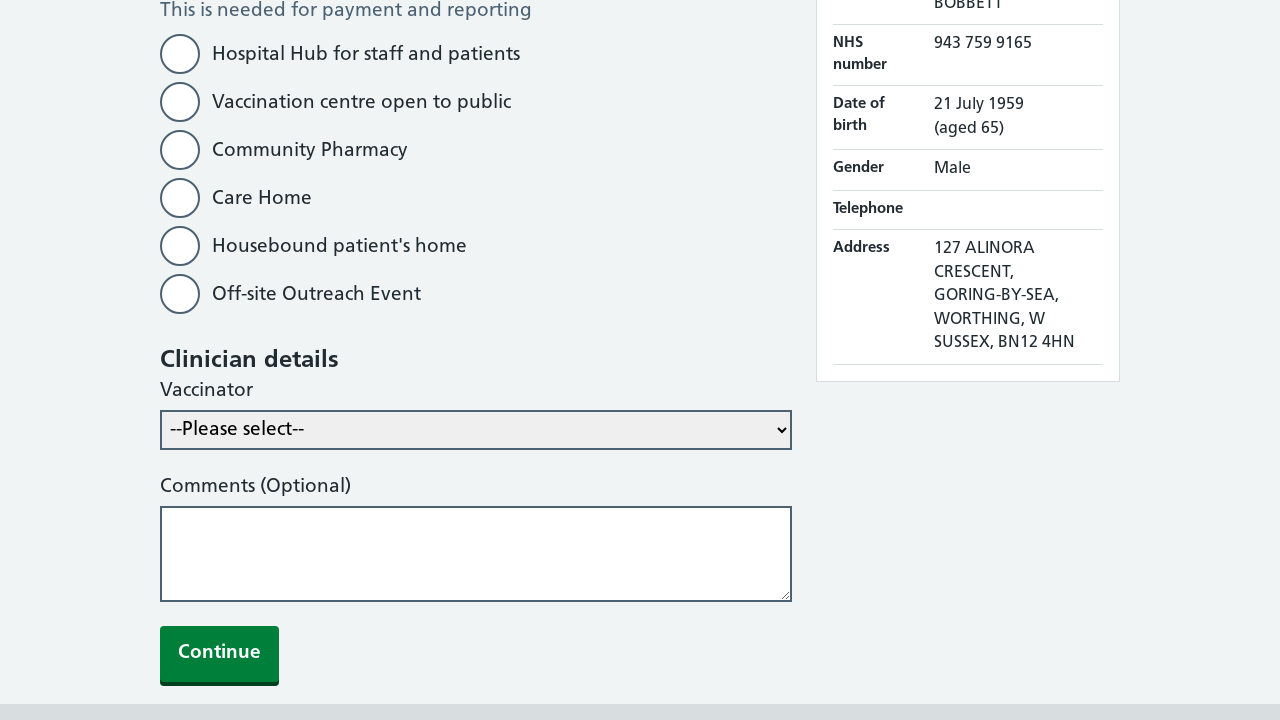 This is needed for payment and reporting
Hospital Hub for staff and patients
Vaccination centre open to public
Community Pharmacy
Care Home
Housebound patient's home
Off-site Outreach Event
Clinician details
Vaccinator
--Please select--
Comments (Optional)
Continue
BOBBETT
NHS number
943 759 9165
Date of birth
21 July 1959
(aged 65)
Gender
Male
Telephone
Address
127 ALINORA
CRESCENT,
GORING-BY-SEA,
WORTHING, W
SUSSEX, BN12 4HN